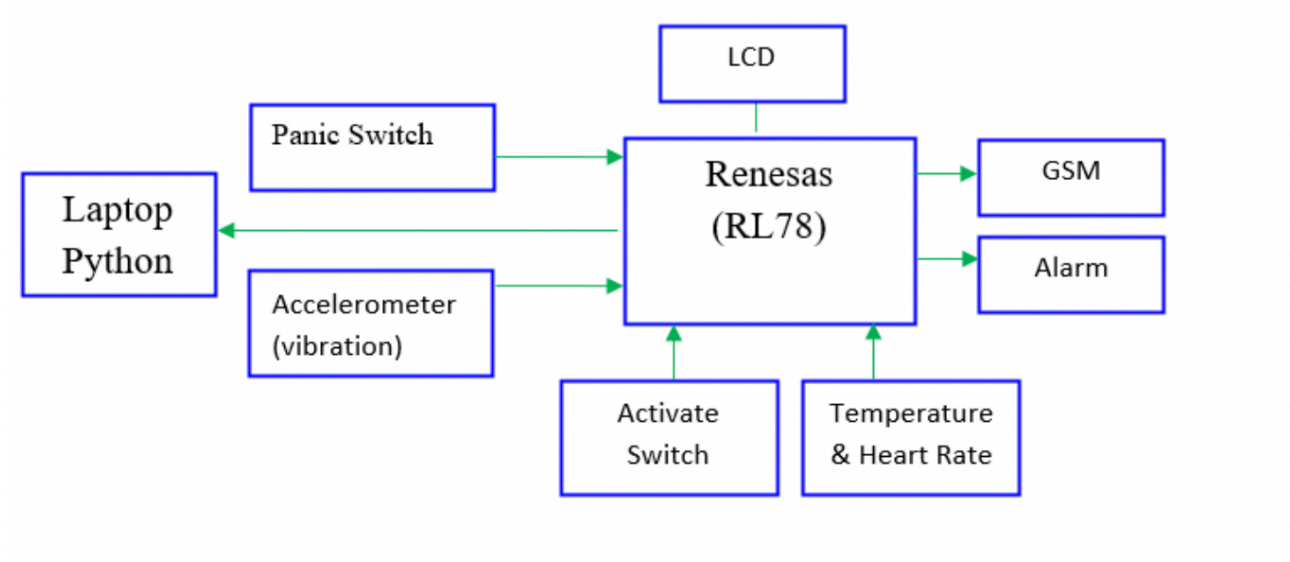 LCD
Panic Switch
Renesas
(RL78)
GSM
Laptop
Python
Alarm
Accelerometer
(vibration)
Activate
Switch
Temperature
& Heart Rate